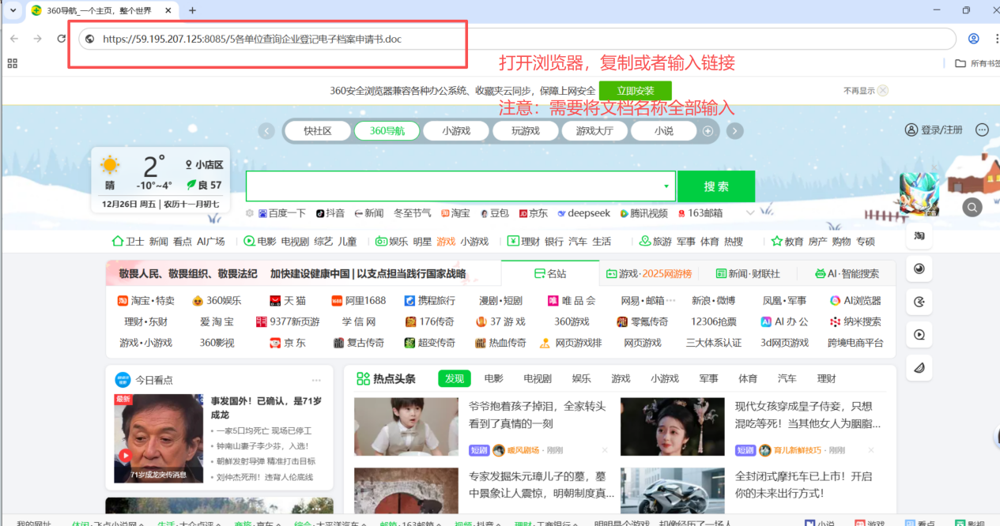 360导航_一个主页，整个世界
https://59.195.207.125:8085/5各单位查询企业登记电子档案申请书.doc
打开浏览器，复制或者输入链接
所有书签
360安全浏览器兼容各种办公系统、收藏夹云同步，保障上网安全 立即安装 不再显示
注意：需要将文档名称全部输入
快社区 360导航 小游戏 玩游戏 游戏大厅 小说 登录/注册
2° 小店区
晴 -10°~4° 良 57
12月26日 周五 | 农历十一月初七
搜索
百度一下 抖音 新闻 冬至节气 淘宝 豆包 京东 deepseek 腾讯视频 163邮箱
卫士 新闻 看点 AI广场 电影 电视剧 综艺 儿童 娱乐 明星 游戏 小游戏 理财 银行 汽车 生活 旅游 军事 体育 热搜 教育 房产 购物 专硕
淘
敬畏人民、敬畏组织、敬畏法纪 加快建设健康中国 | 以支点担当践行国家战略 名站 游戏·2025网游榜 新闻·财联社 AI·智能搜索
淘宝·特卖 360娱乐 天猫 阿里1688 携程旅行 漫剧·短剧 唯品会 网易·邮箱 新浪·微博 凤凰·军事 AI浏览器
理财·东财 爱淘宝 9377新页游 学信网 176传奇 37游戏 360游戏 零氪传奇 12306抢票 AI办公 纳米搜索
游戏·小游戏 360影视 京东 复古传奇 超变传奇 热血传奇 网页游戏排 网页游戏 三大体系认证 3d网页游戏 跨境电商平台
今日看点
最新
事发国外！已确认，是71岁
成龙
一家5口均死亡 现场已停工
钟南山妻子李少芬，入选！
朝鲜发射导弹 精准打击目标
刘仲杰死刑！违背人伦底线
71岁成龙突传消息
热点头条 发现 电影 电视剧 娱乐 游戏 小游戏 军事 体育 汽车 理财
爷爷抱着孩子掉泪，全家转头
看到了真情的一刻
短剧 暖风剧场 · 刚刚
现代女孩穿成皇子侍妾，只想
混吃等死！当其他女人为胭脂...
短剧 育儿新鲜技巧 · 刚刚
专家发掘朱元璋儿子的墓，墓
中景象让人震惊，明朝制度真...
全封闭式摩托车已上市！开启
你的未来出行方式！
我的网址 休闲·飞卢小说网 生活·大众点评 商旅·京东 综合·太平洋汽车 邮箱·163邮箱 视频·抖音 理财·工商银行 明明是个游戏，却像经历了一场人 小说 游戏 看点 影视